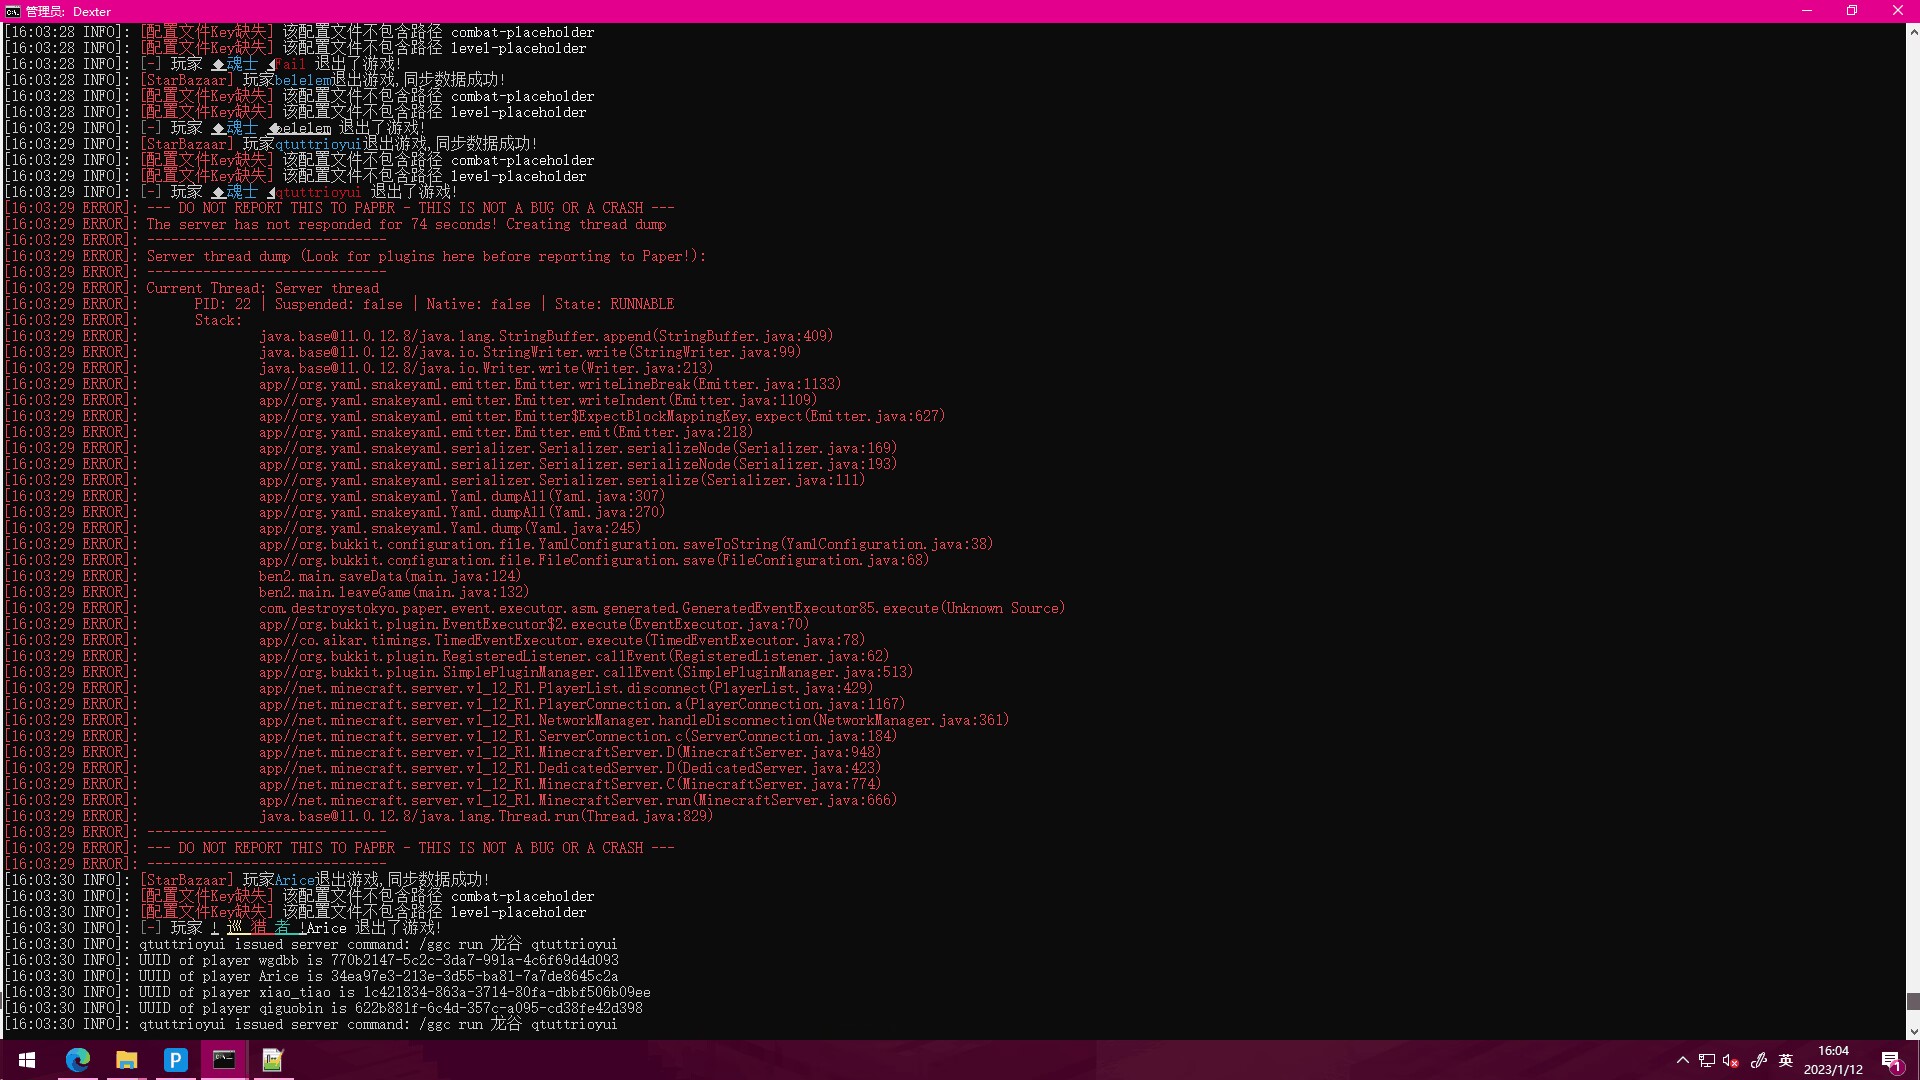 管理员: Dexter
[16:03:28 INFO]: [配置文件Key缺失] 该配置文件不包含路径 combat-placeholder
[16:03:28 INFO]: [配置文件Key缺失] 该配置文件不包含路径 level-placeholder
[16:03:28 INFO]: [-] 玩家 ◆魂士 ◆Fail 退出了游戏!
[16:03:28 INFO]: [StarBazaar] 玩家belelem退出游戏,同步数据成功!
[16:03:28 INFO]: [配置文件Key缺失] 该配置文件不包含路径 combat-placeholder
[16:03:28 INFO]: [配置文件Key缺失] 该配置文件不包含路径 level-placeholder
[16:03:29 INFO]: [-] 玩家 ◆魂士 ◆belelem 退出了游戏!
[16:03:29 INFO]: [StarBazaar] 玩家qtuttrioyui退出游戏,同步数据成功!
[16:03:29 INFO]: [配置文件Key缺失] 该配置文件不包含路径 combat-placeholder
[16:03:29 INFO]: [配置文件Key缺失] 该配置文件不包含路径 level-placeholder
[16:03:29 INFO]: [-] 玩家 ◆魂士 ◆qtuttrioyui 退出了游戏!
[16:03:29 ERROR]: --- DO NOT REPORT THIS TO PAPER - THIS IS NOT A BUG OR A CRASH ---
[16:03:29 ERROR]: The server has not responded for 74 seconds! Creating thread dump
[16:03:29 ERROR]: ------------------------------
[16:03:29 ERROR]: Server thread dump (Look for plugins here before reporting to Paper!):
[16:03:29 ERROR]: ------------------------------
[16:03:29 ERROR]: Current Thread: Server thread
[16:03:29 ERROR]: PID: 22 | Suspended: false | Native: false | State: RUNNABLE
[16:03:29 ERROR]: Stack:
[16:03:29 ERROR]: java.base@11.0.12.8/java.lang.StringBuffer.append(StringBuffer.java:409)
[16:03:29 ERROR]: java.base@11.0.12.8/java.io.StringWriter.write(StringWriter.java:99)
[16:03:29 ERROR]: java.base@11.0.12.8/java.io.Writer.write(Writer.java:213)
[16:03:29 ERROR]: app//org.yaml.snakeyaml.emitter.Emitter.writeLineBreak(Emitter.java:1133)
[16:03:29 ERROR]: app//org.yaml.snakeyaml.emitter.Emitter.writeIndent(Emitter.java:1109)
[16:03:29 ERROR]: app//org.yaml.snakeyaml.emitter.Emitter$ExpectBlockMappingKey.expect(Emitter.java:627)
[16:03:29 ERROR]: app//org.yaml.snakeyaml.emitter.Emitter.emit(Emitter.java:218)
[16:03:29 ERROR]: app//org.yaml.snakeyaml.serializer.Serializer.serializeNode(Serializer.java:169)
[16:03:29 ERROR]: app//org.yaml.snakeyaml.serializer.Serializer.serializeNode(Serializer.java:193)
[16:03:29 ERROR]: app//org.yaml.snakeyaml.serializer.Serializer.serialize(Serializer.java:111)
[16:03:29 ERROR]: app//org.yaml.snakeyaml.Yaml.dumpAll(Yaml.java:307)
[16:03:29 ERROR]: app//org.yaml.snakeyaml.Yaml.dumpAll(Yaml.java:270)
[16:03:29 ERROR]: app//org.yaml.snakeyaml.Yaml.dump(Yaml.java:245)
[16:03:29 ERROR]: app//org.bukkit.configuration.file.YamlConfiguration.saveToString(YamlConfiguration.java:38)
[16:03:29 ERROR]: app//org.bukkit.configuration.file.FileConfiguration.save(FileConfiguration.java:68)
[16:03:29 ERROR]: ben2.main.saveData(main.java:124)
[16:03:29 ERROR]: ben2.main.leaveGame(main.java:132)
[16:03:29 ERROR]: com.destroystokyo.paper.event.executor.asm.generated.GeneratedEventExecutor85.execute(Unknown Source)
[16:03:29 ERROR]: app//org.bukkit.plugin.EventExecutor$2.execute(EventExecutor.java:70)
[16:03:29 ERROR]: app//co.aikar.timings.TimedEventExecutor.execute(TimedEventExecutor.java:78)
[16:03:29 ERROR]: app//org.bukkit.plugin.RegisteredListener.callEvent(RegisteredListener.java:62)
[16:03:29 ERROR]: app//org.bukkit.plugin.SimplePluginManager.callEvent(SimplePluginManager.java:513)
[16:03:29 ERROR]: app//net.minecraft.server.v1_12_R1.PlayerList.disconnect(PlayerList.java:429)
[16:03:29 ERROR]: app//net.minecraft.server.v1_12_R1.PlayerConnection.a(PlayerConnection.java:1167)
[16:03:29 ERROR]: app//net.minecraft.server.v1_12_R1.NetworkManager.handleDisconnection(NetworkManager.java:361)
[16:03:29 ERROR]: app//net.minecraft.server.v1_12_R1.ServerConnection.c(ServerConnection.java:184)
[16:03:29 ERROR]: app//net.minecraft.server.v1_12_R1.MinecraftServer.D(MinecraftServer.java:948)
[16:03:29 ERROR]: app//net.minecraft.server.v1_12_R1.DedicatedServer.D(DedicatedServer.java:423)
[16:03:29 ERROR]: app//net.minecraft.server.v1_12_R1.MinecraftServer.C(MinecraftServer.java:774)
[16:03:29 ERROR]: app//net.minecraft.server.v1_12_R1.MinecraftServer.run(MinecraftServer.java:666)
[16:03:29 ERROR]: java.base@11.0.12.8/java.lang.Thread.run(Thread.java:829)
[16:03:29 ERROR]: ------------------------------
[16:03:29 ERROR]: --- DO NOT REPORT THIS TO PAPER - THIS IS NOT A BUG OR A CRASH ---
[16:03:29 ERROR]: ------------------------------
[16:03:30 INFO]: [StarBazaar] 玩家Arice退出游戏,同步数据成功!
[16:03:30 INFO]: [配置文件Key缺失] 该配置文件不包含路径 combat-placeholder
[16:03:30 INFO]: [配置文件Key缺失] 该配置文件不包含路径 level-placeholder
[16:03:30 INFO]: [-] 玩家 ! 巡 猎 者 !Arice 退出了游戏!
[16:03:30 INFO]: qtuttrioyui issued server command: /ggc run 龙谷 qtuttrioyui
[16:03:30 INFO]: UUID of player wgdbb is 770b2147-5c2c-3da7-991a-4c6f69d4d093
[16:03:30 INFO]: UUID of player Arice is 34ea97e3-213e-3d55-ba81-7a7de8645c2a
[16:03:30 INFO]: UUID of player xiao_tiao is 1c421834-863a-3714-80fa-dbbf506b09ee
[16:03:30 INFO]: UUID of player qiguobin is 622b881f-6c4d-357c-a095-cd38fe42d398
[16:03:30 INFO]: qtuttrioyui issued server command: /ggc run 龙谷 qtuttrioyui
英
16:04
2023/1/12
1